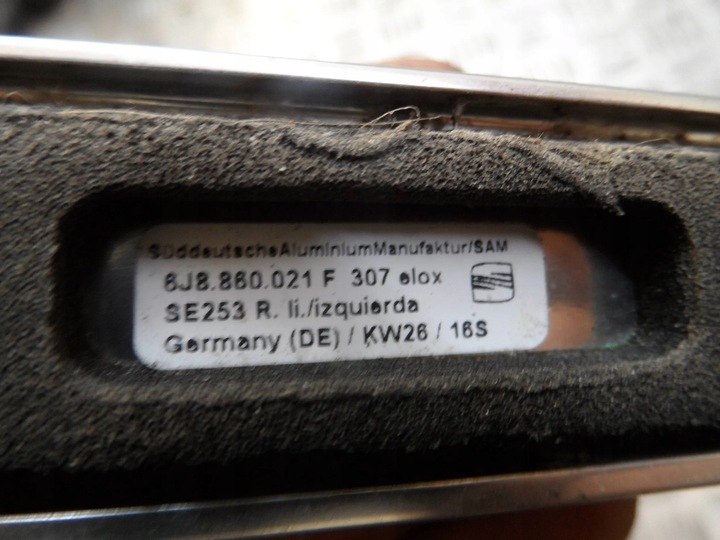 SüddeutscheAluminiumManufaktur/SAM
6J8.860.021 F 307 elox
SE253 R. li./izquierda
Germany (DE) / KW26 / 16S